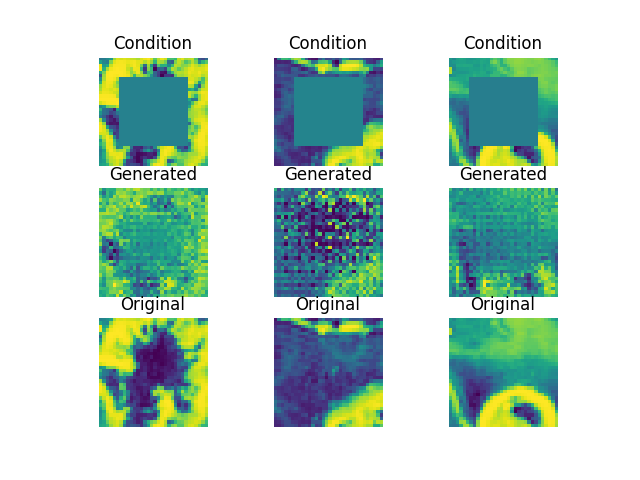 Condition Condition Condition
Generated Generated Generated
Original Original Original